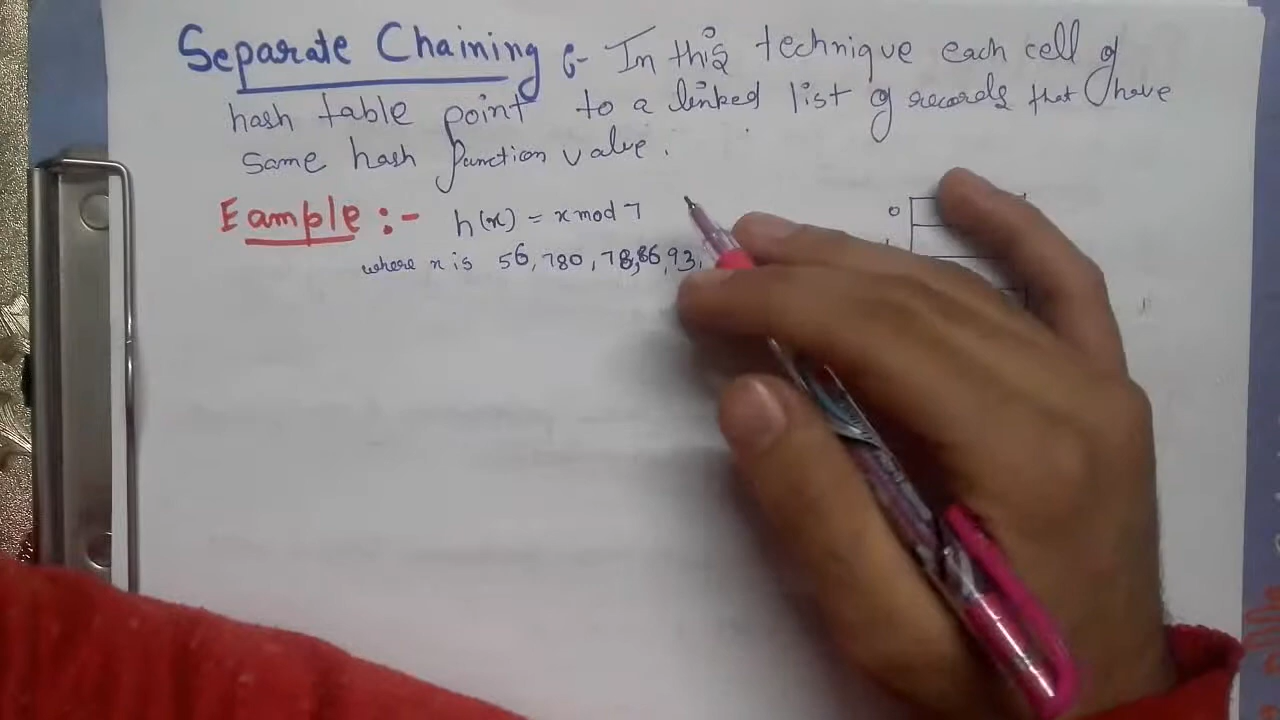 Separate Chaining :- In this technique each cell of
hash table point to a linked list of records that have
same hash function value.
Eample :- h(x) = x mod 7
0
where x is 56, 780, 78, 86, 93,